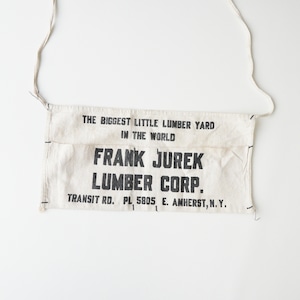 THE BIGGEST LITTLE LUMBER YARD
IN THE WORLD
FRANK JUREK
LUMBER CORP.
TRANSIT RD. PL 5805 E. AMHERST, N.Y.